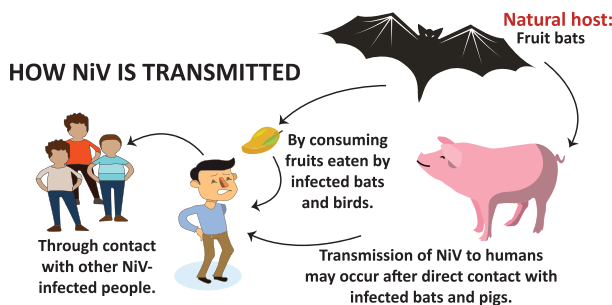 Natural host:
Fruit bats
HOW NiV IS TRANSMITTED
By consuming
fruits eaten by
infected bats
and birds.
Through contact
with other NiV-
infected people.
Transmission of NiV to humans
may occur after direct contact with
infected bats and pigs.